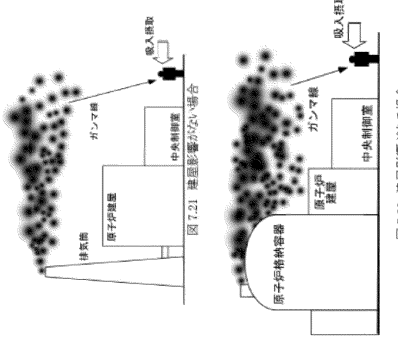 吸入摂取
ガンマ線
排気筒
原子炉建屋
中央制御室
図 7.21 建屋影響がない場合
吸入摂取
ガンマ線
原子炉格納容器
原子炉
建屋
中央制御室